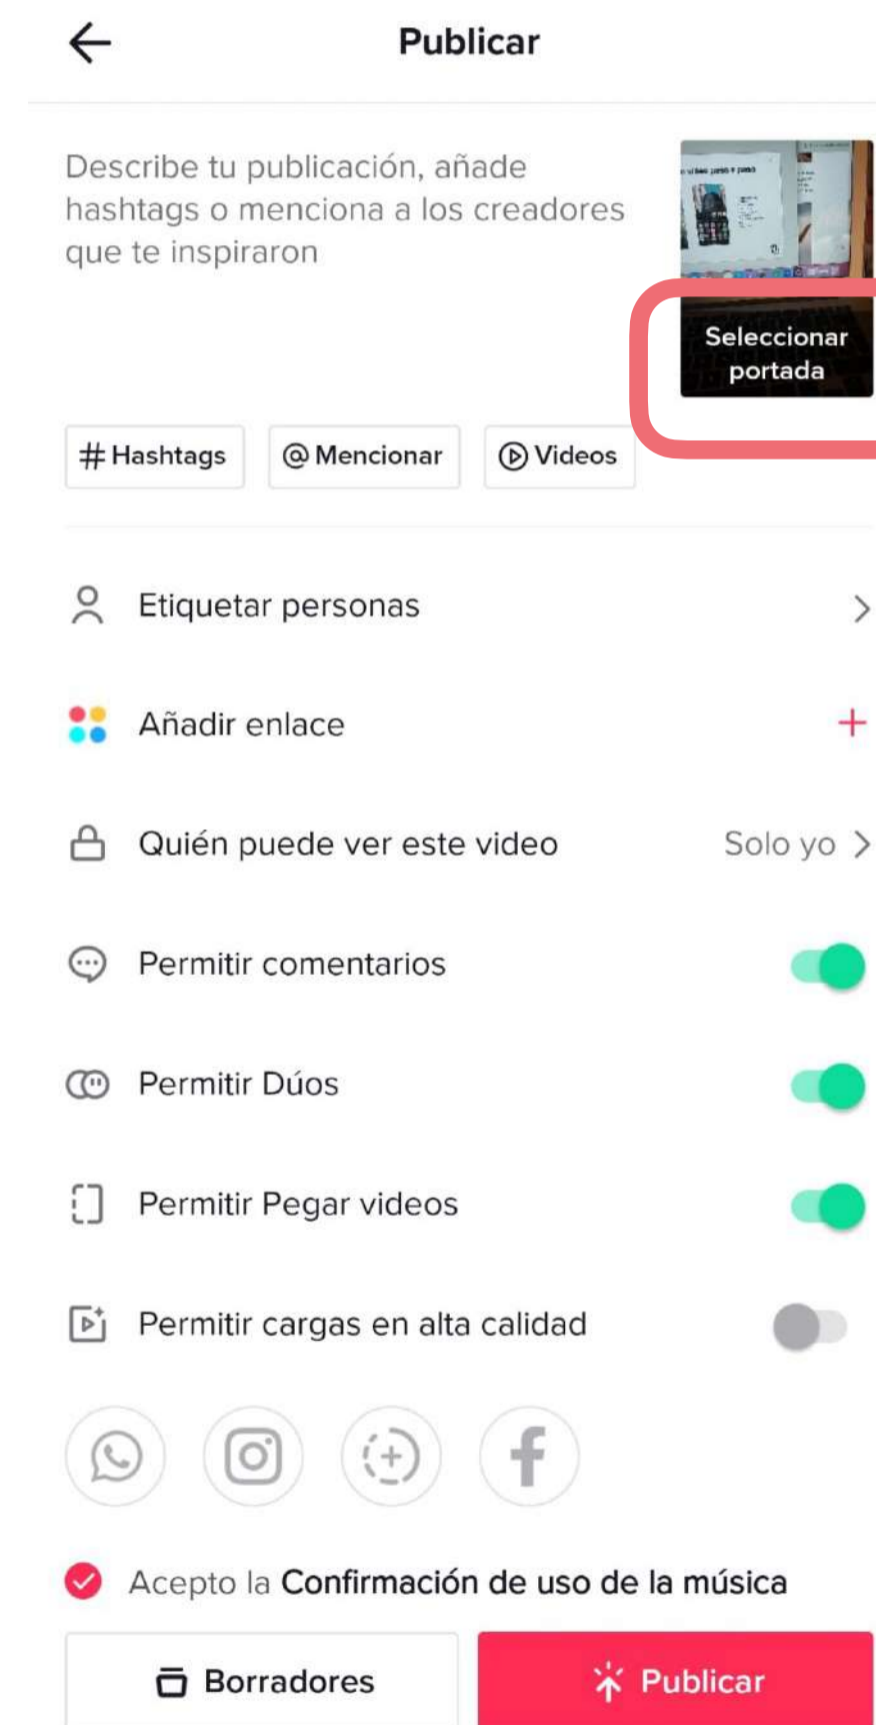 Publicar
Describe tu publicación, añade
hashtags o menciona a los creadores
que te inspiraron
Seleccionar
portada
# Hashtags
@ Mencionar
Videos
Etiquetar personas
Añadir enlace
Quién puede ver este video
Solo yo
Permitir comentarios
Permitir Dúos
Permitir Pegar videos
Permitir cargas en alta calidad
Acepto la Confirmación de uso de la música
Borradores
Publicar